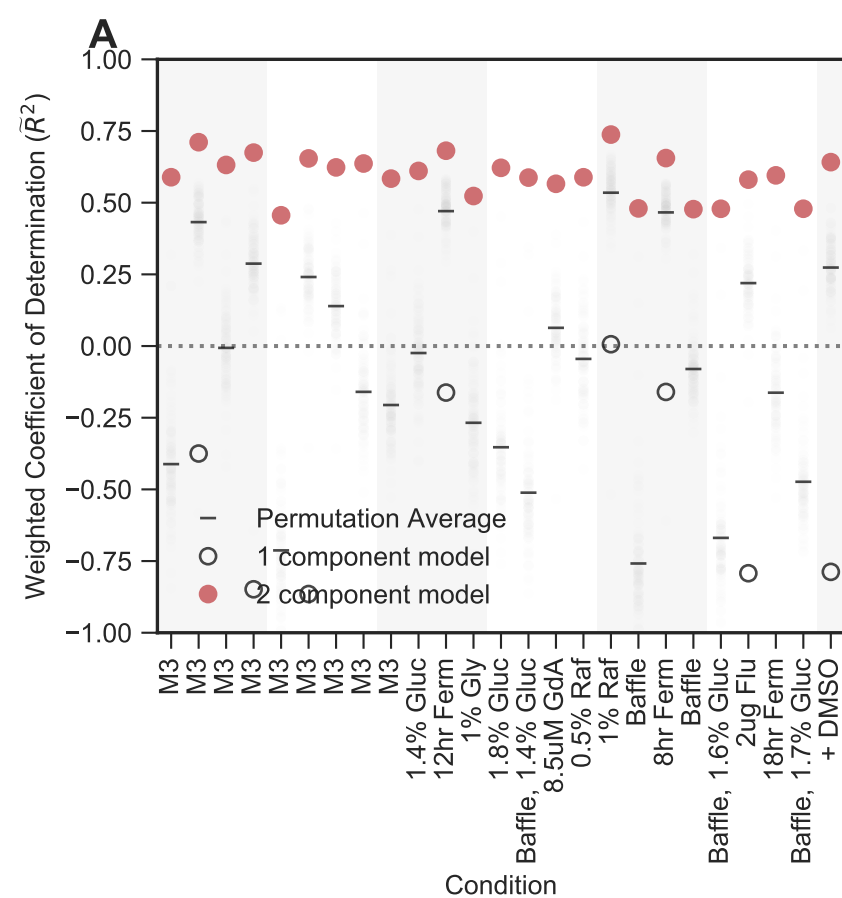 A
Weighted Coefficient of Determination (R̃²)
1.00
0.75
0.50
0.25
0.00
−0.25
−0.50
−0.75
−1.00
Permutation Average
1 component model
2 component model
M3
M3
M3
M3
M3
M3
M3
M3
M3
1.4% Gluc
12hr Ferm
1% Gly
1.8% Gluc
Baffle, 1.4% Gluc
8.5uM GdA
0.5% Raf
1% Raf
Baffle
8hr Ferm
Baffle
Baffle, 1.6% Gluc
2ug Flu
18hr Ferm
Baffle, 1.7% Gluc
+ DMSO
Condition